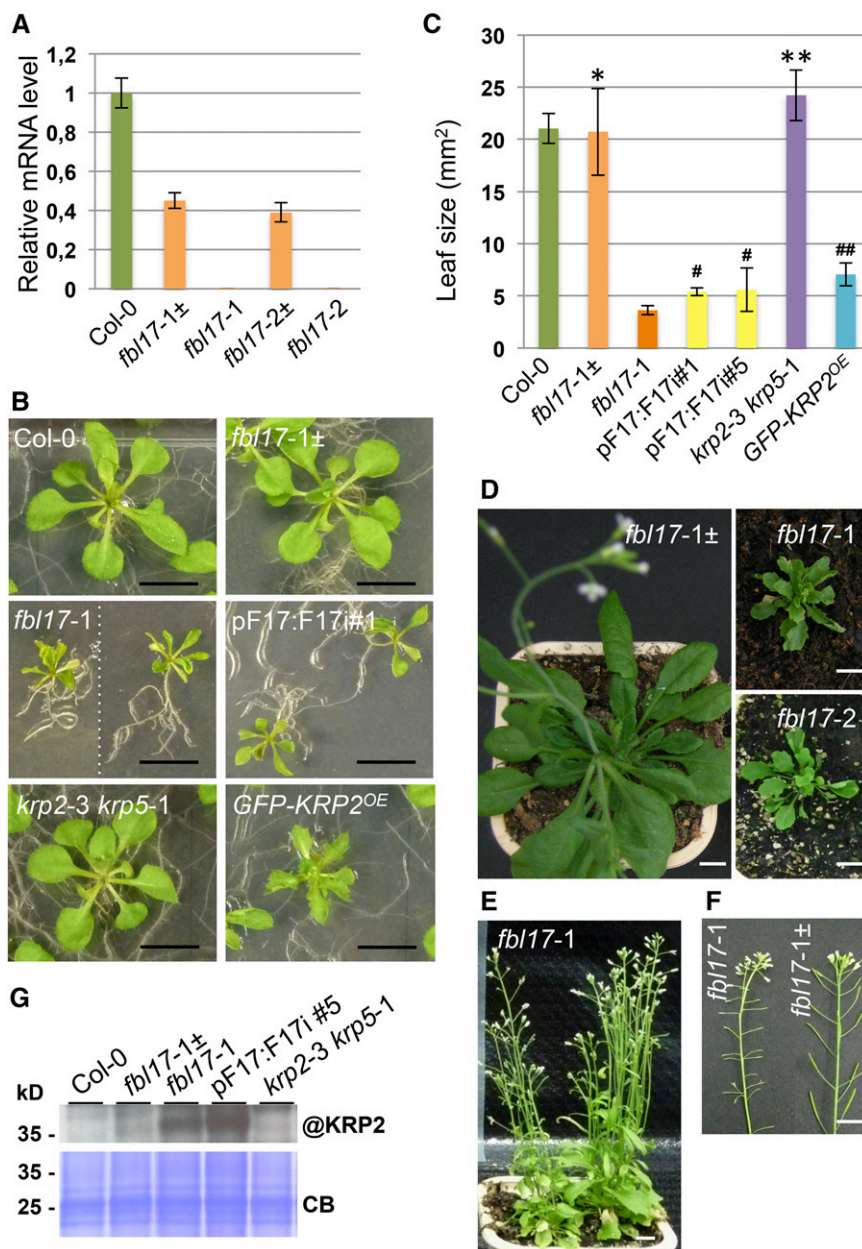 A
Relative mRNA level
1,2
1
0,8
0,6
0,4
0,2
0
Col-0
fbl17-1±
fbl17-1
fbl17-2±
fbl17-2
C
Leaf size (mm²)
30
25
20
15
10
5
0
*
#
#
**
##
Col-0
fbl17-1±
fbl17-1
pF17:F17i#1
pF17:F17i#5
krp2-3 krp5-1
GFP-KRP2ᴼᴱ
B
Col-0
fbl17-1±
fbl17-1
pF17:F17i#1
krp2-3 krp5-1
GFP-KRP2ᴼᴱ
D
fbl17-1±
fbl17-1
fbl17-2
E
fbl17-1
F
fbl17-1
fbl17-1±
G
Col-0
fbl17-1±
fbl17-1
pF17:F17i #5
krp2-3 krp5-1
kD
35 -
@KRP2
35 -
25 -
CB